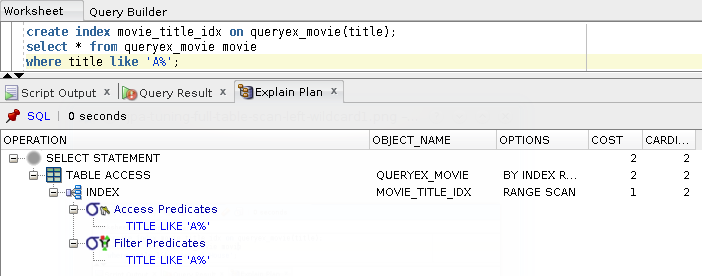 Worksheet Query Builder
create index movie_title_idx on queryex_movie(title);
select * from queryex_movie movie
where title like 'A%';
Script Output x Query Result x Explain Plan x
SQL | 0 seconds
OPERATION OBJECT_NAME OPTIONS COST CARDI...
SELECT STATEMENT 2 2
TABLE ACCESS QUERYEX_MOVIE BY INDEX R... 2 2
INDEX MOVIE_TITLE_IDX RANGE SCAN 1 2
Access Predicates
TITLE LIKE 'A%'
Filter Predicates
TITLE LIKE 'A%'